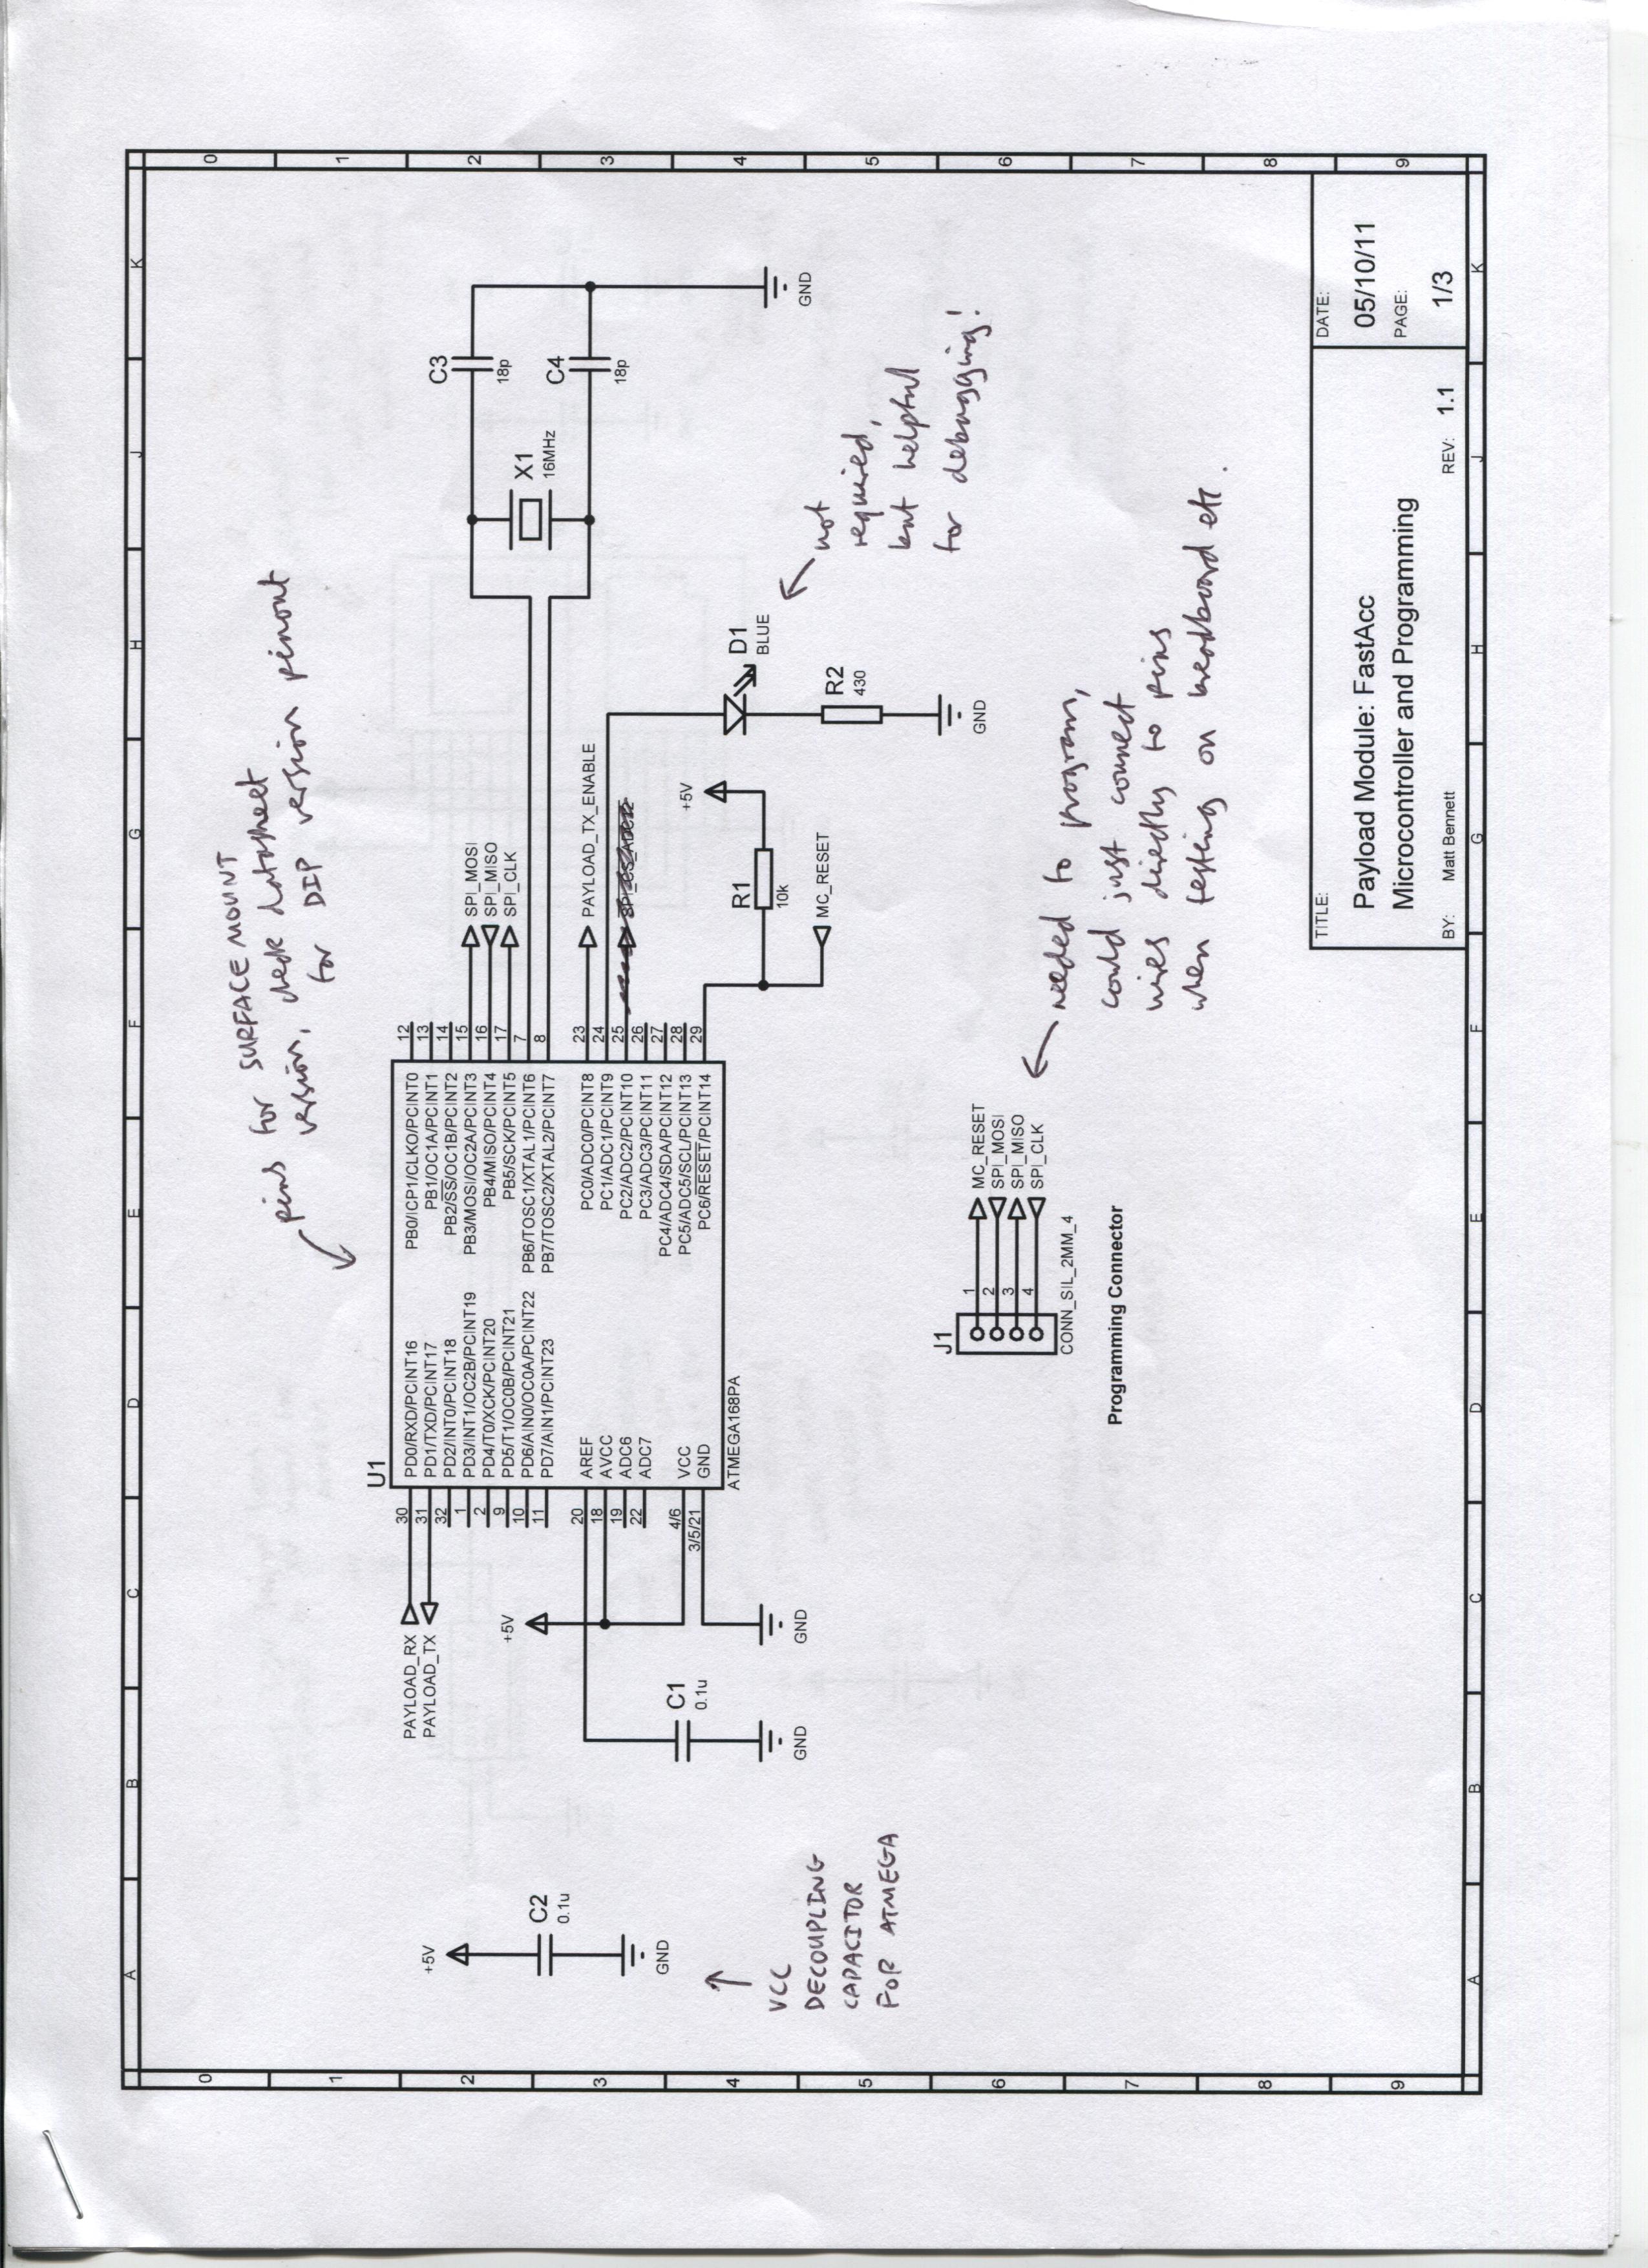 0
1
2
3
4
5
6
7
8
9
A
B
C
D
E
F
G
H
J
K
pins for SURFACE MOUNT
version, check datasheet
for DIP version pinout
U1
PAYLOAD_RX
PAYLOAD_TX
30 PD0/RXD/PCINT16
31 PD1/TXD/PCINT17
32 PD2/INT0/PCINT18
1 PD3/INT1/OC2B/PCINT19
2 PD4/T0/XCK/PCINT20
9 PD5/T1/OC0B/PCINT21
10 PD6/AIN0/OC0A/PCINT22
11 PD7/AIN1/PCINT23
20 AREF
18 AVCC
19 ADC6
22 ADC7
4/6 VCC
3/5/21 GND
PB0/ICP1/CLKO/PCINT0 12
PB1/OC1A/PCINT1 13
PB2/SS/OC1B/PCINT2 14
PB3/MOSI/OC2A/PCINT3 15
PB4/MISO/PCINT4 16
PB5/SCK/PCINT5 17
PB6/TOSC1/XTAL1/PCINT6 7
PB7/TOSC2/XTAL2/PCINT7 8
PC0/ADC0/PCINT8 23
PC1/ADC1/PCINT9 24
PC2/ADC2/PCINT10 25
PC3/ADC3/PCINT11 26
PC4/ADC4/SDA/PCINT12 27
PC5/ADC5/SCL/PCINT13 28
PC6/RESET/PCINT14 29
ATMEGA168PA
SPI_MOSI
SPI_MISO
SPI_CLK
PAYLOAD_TX_ENABLE
C3
18p
X1
16MHz
C4
18p
GND
+5V
C2
0.1u
GND
+5V
C1
0.1u
GND
GND
+5V
R1
10k
MC_RESET
D1
BLUE
R2
430
GND
not
required,
but helpful
for debugging!
VCC
DECOUPLING
CAPACITOR
FOR ATMEGA
J1
1 MC_RESET
2 SPI_MOSI
3 SPI_MISO
4 SPI_CLK
CONN_SIL_2MM_4
Programming Connector
needed to program,
could just connect
wires directly to pins
when testing on breadboard etc.
TITLE:
Payload Module: FastAcc
Microcontroller and Programming
BY: Matt Bennett
REV: 1.1
DATE:
05/10/11
PAGE:
1/3
0
1
2
3
4
5
6
7
8
9
A
B
C
D
E
F
G
H
J
K